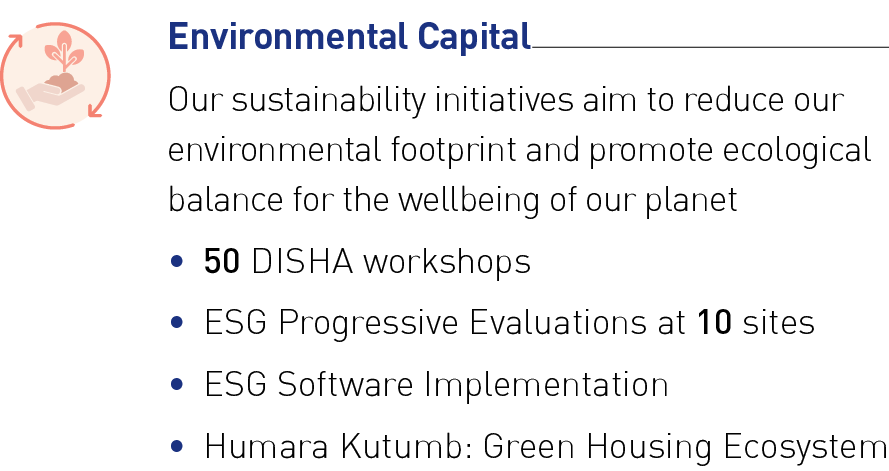 Environmental Capital
Our sustainability initiatives aim to reduce our
environmental footprint and promote ecological
balance for the wellbeing of our planet
• 50 DISHA workshops
• ESG Progressive Evaluations at 10 sites
• ESG Software Implementation
• Humara Kutumb: Green Housing Ecosystem